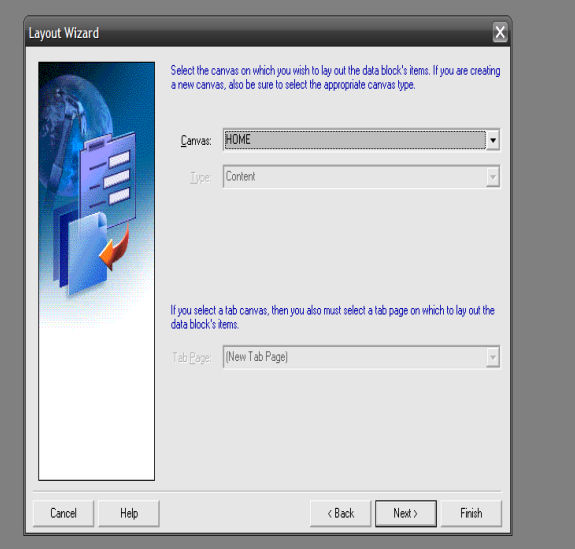 Layout Wizard
Select the canvas on which you wish to lay out the data block's items. If you are creating
a new canvas, also be sure to select the appropriate canvas type.
Canvas: HOME
Type: Content
If you select a tab canvas, then you also must select a tab page on which to lay out the
data block's items.
Tab Page: (New Tab Page)
Cancel Help < Back Next > Finish